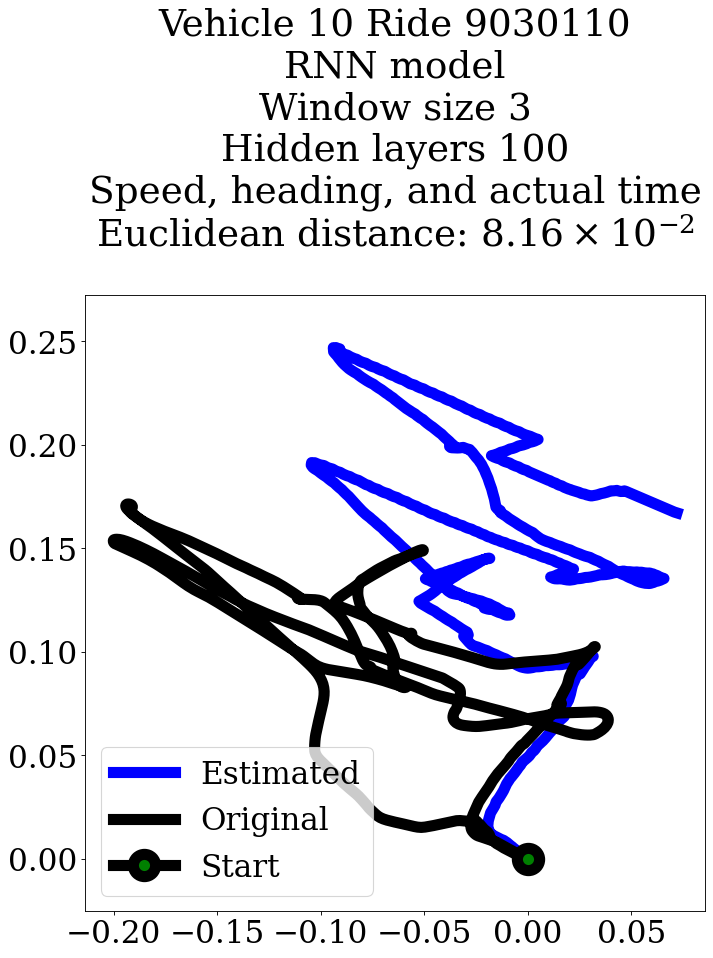 Vehicle 10 Ride 9030110
RNN model
Window size 3
Hidden layers 100
Speed, heading, and actual time
Euclidean distance: 8.16 × 10⁻²
0.25
0.20
0.15
0.10
0.05
0.00
Estimated
Original
Start
−0.20 −0.15 −0.10 −0.05 0.00 0.05